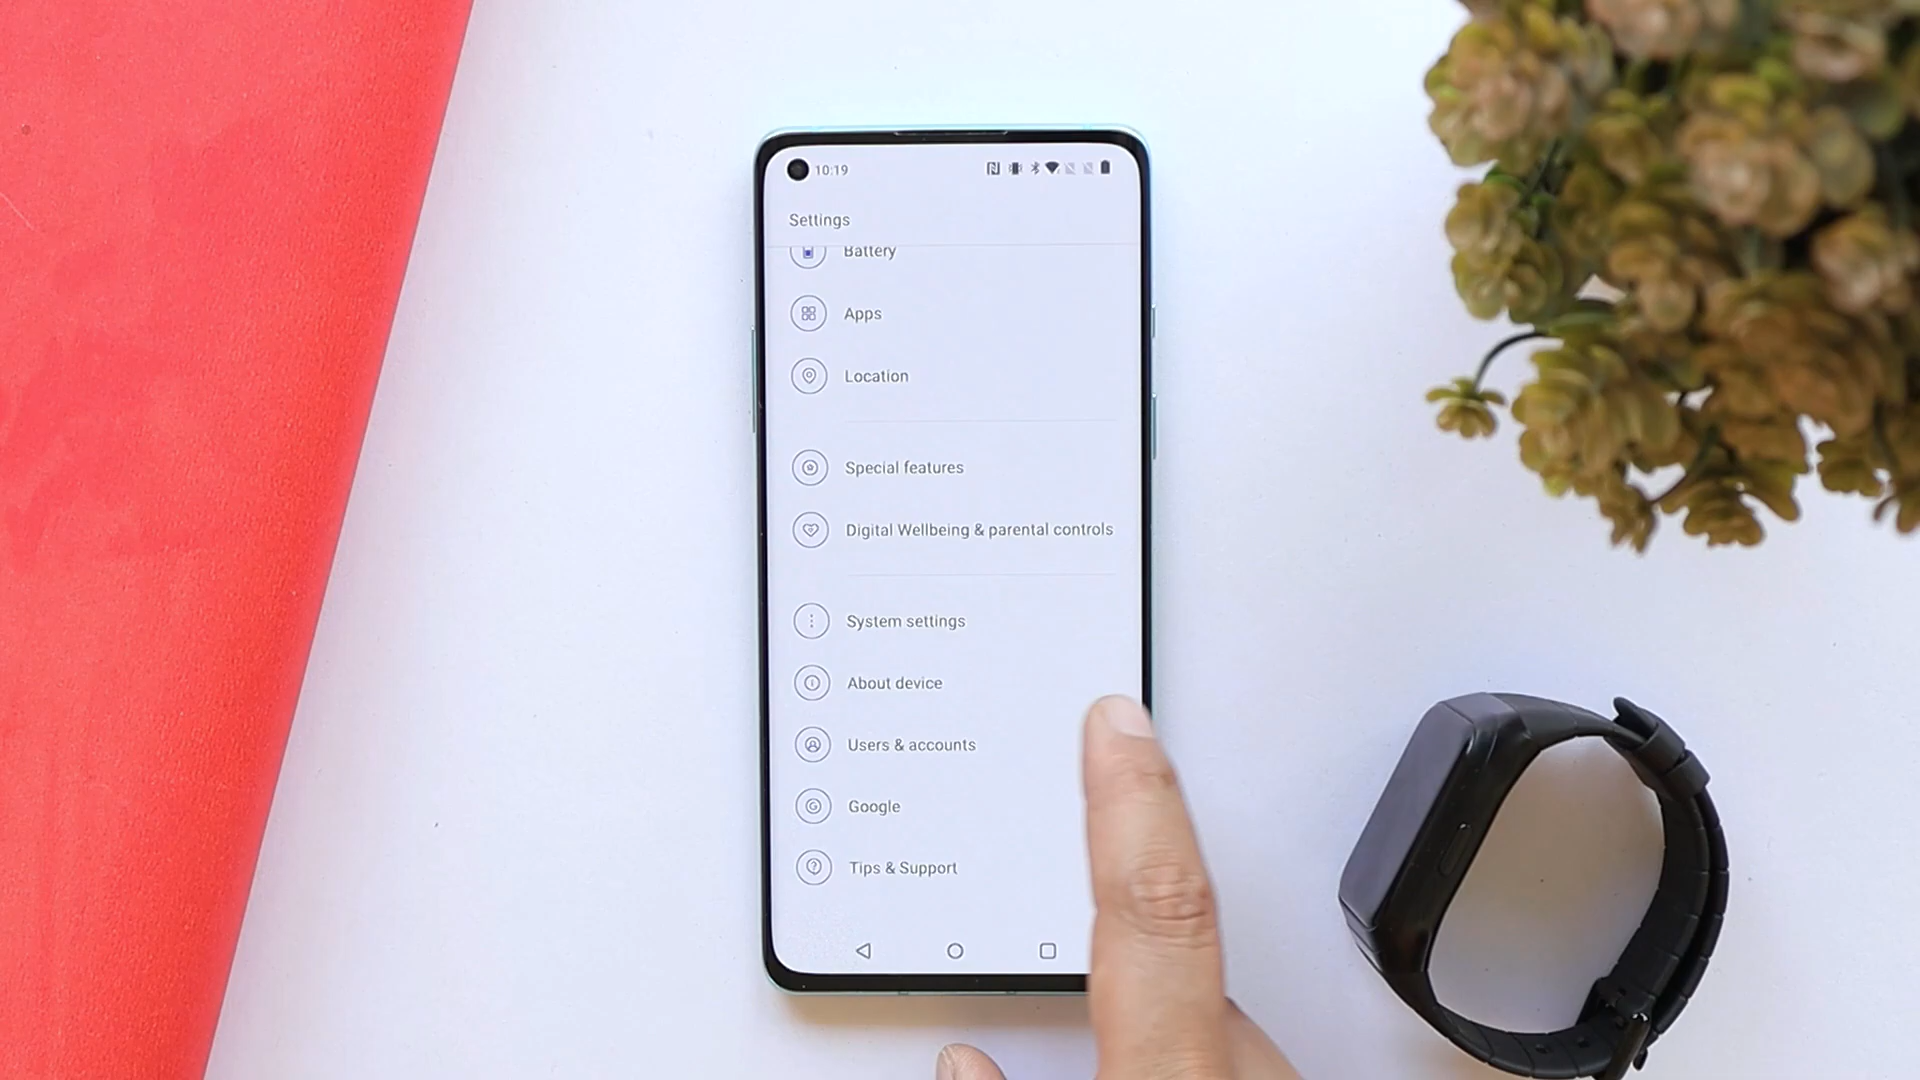 10:19
Settings
Battery
Apps
Location
Special features
Digital Wellbeing & parental controls
System settings
About device
Users & accounts
Google
Tips & Support